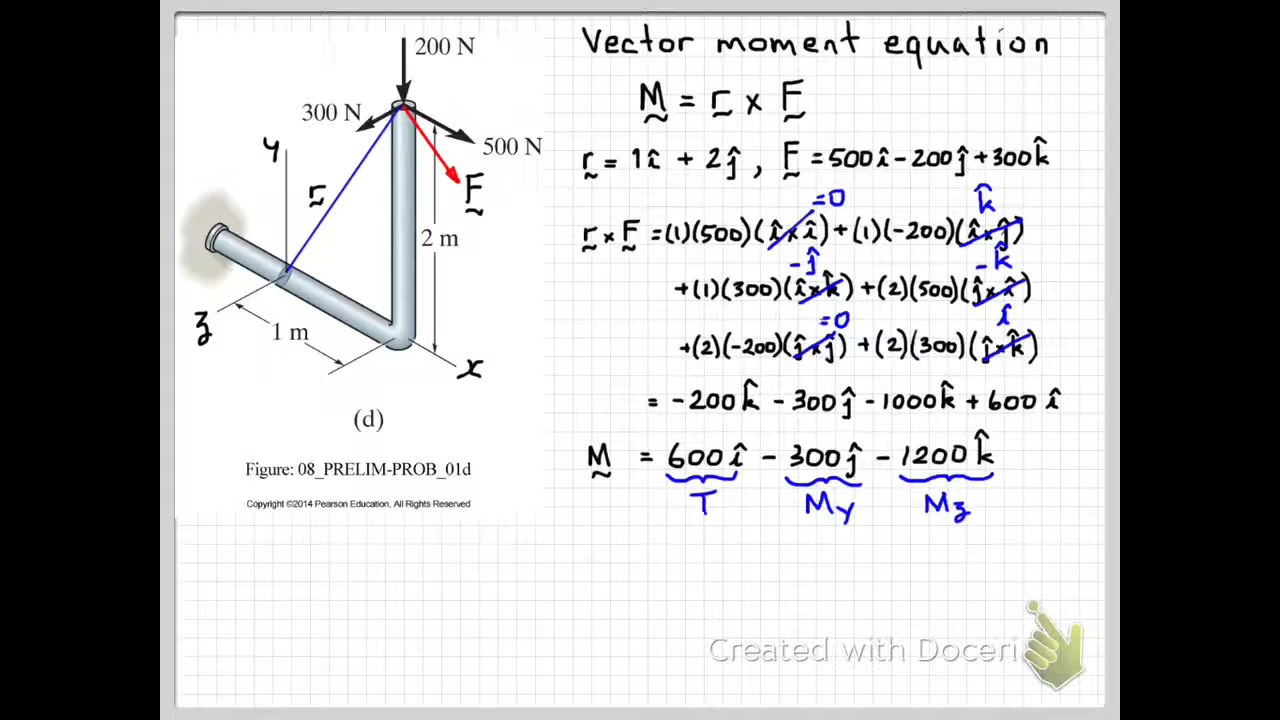 Vector moment equation
M = r x F
r = 1î + 2ĵ , F = 500î - 200ĵ + 300k̂
=0 k̂
r x F = (1)(500)(î x î) + (1)(-200)(î x ĵ)
-ĵ -k̂
+(1)(300)(î x k̂) + (2)(500)(ĵ x î)
=0 î
+(2)(-200)(ĵ x ĵ) + (2)(300)(ĵ x k̂)
= -200k̂ - 300ĵ - 1000k̂ + 600î
M = 600î - 300ĵ - 1200k̂
T My Mz
200 N
300 N
500 N
y
r
F
2 m
z
1 m
x
(d)
Figure: 08_PRELIM-PROB_01d
Copyright ©2014 Pearson Education, All Rights Reserved
Created with Doceri